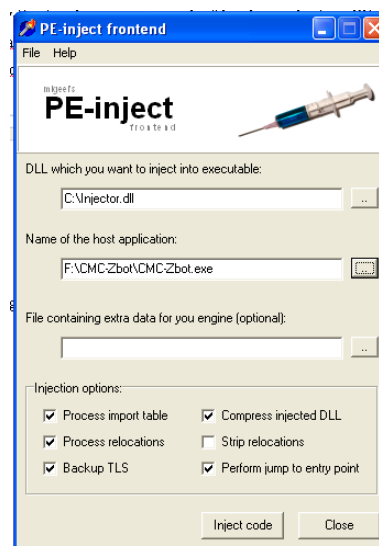 PE-inject frontend
File Help
migeefs
PE-inject
frontend
DLL which you want to inject into executable:
C:\Injector.dll
..
Name of the host application:
F:\CMC-Zbot\CMC-Zbot.exe
..
File containing extra data for you engine (optional):
..
Injection options:
Process import table
Compress injected DLL
Process relocations
Strip relocations
Backup TLS
Perform jump to entry point
Inject code
Close